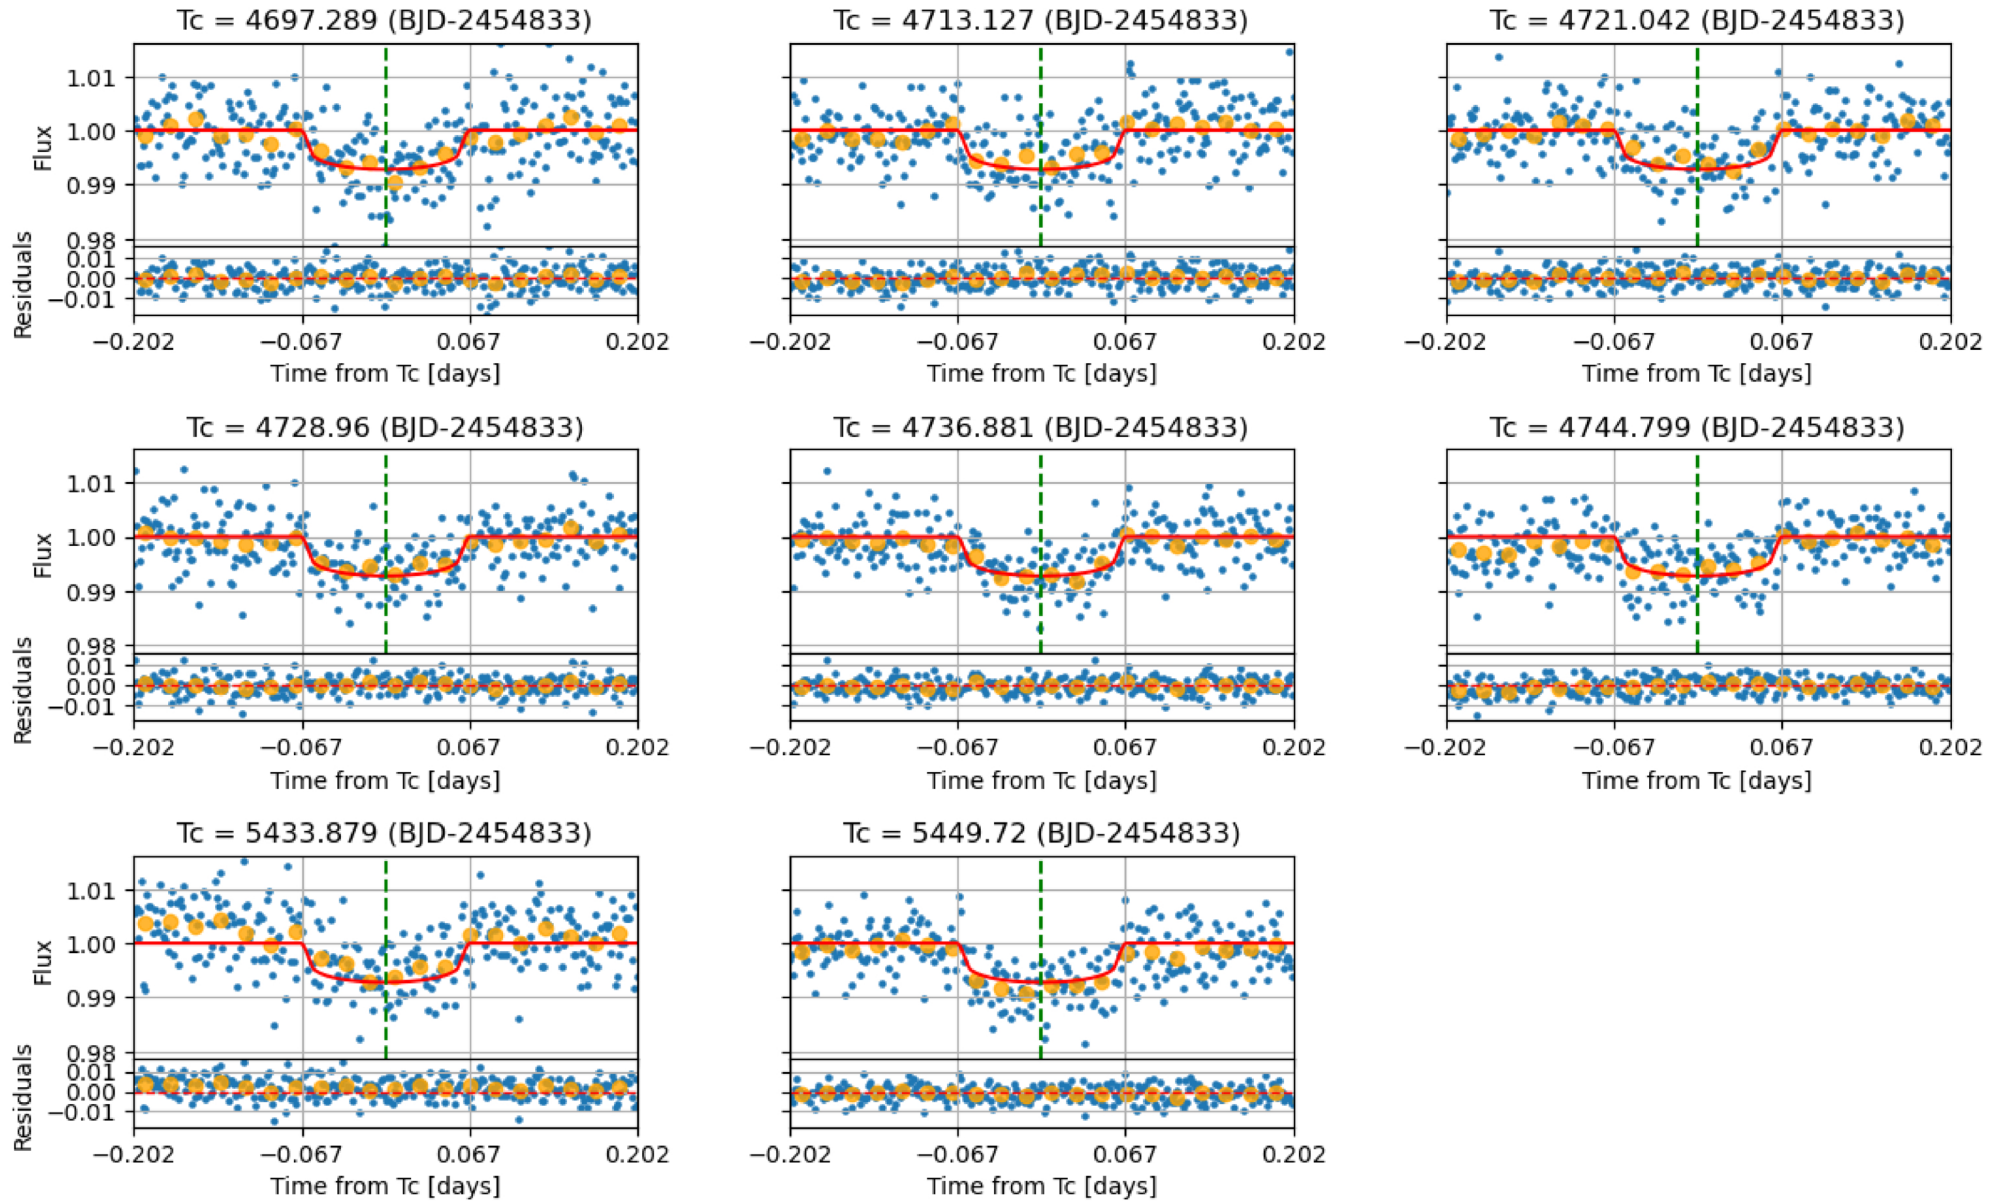 Tc = 4697.289 (BJD-2454833)
Tc = 4713.127 (BJD-2454833)
Tc = 4721.042 (BJD-2454833)
Flux
1.01
1.00
0.99
0.98
Residuals
0.01
0.00
−0.01
−0.202 −0.067 0.067 0.202
−0.202 −0.067 0.067 0.202
−0.202 −0.067 0.067 0.202
Time from Tc [days]
Time from Tc [days]
Time from Tc [days]
Tc = 4728.96 (BJD-2454833)
Tc = 4736.881 (BJD-2454833)
Tc = 4744.799 (BJD-2454833)
Flux
1.01
1.00
0.99
0.98
Residuals
0.01
0.00
−0.01
−0.202 −0.067 0.067 0.202
−0.202 −0.067 0.067 0.202
−0.202 −0.067 0.067 0.202
Time from Tc [days]
Time from Tc [days]
Time from Tc [days]
Tc = 5433.879 (BJD-2454833)
Tc = 5449.72 (BJD-2454833)
Flux
1.01
1.00
0.99
0.98
Residuals
0.01
0.00
−0.01
−0.202 −0.067 0.067 0.202
−0.202 −0.067 0.067 0.202
Time from Tc [days]
Time from Tc [days]